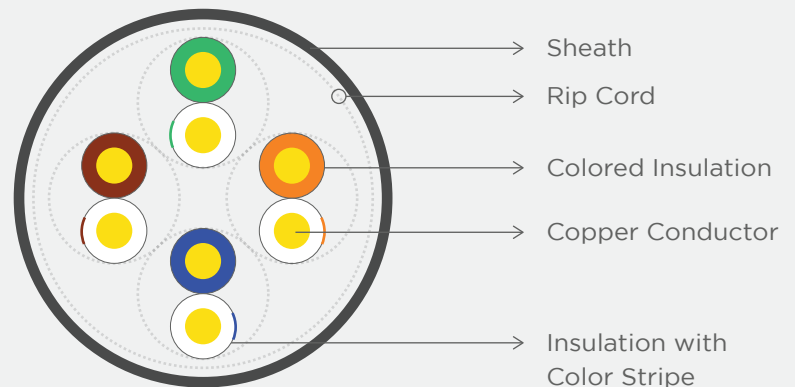 Sheath
Rip Cord
Colored Insulation
Copper Conductor
Insulation with
Color Stripe